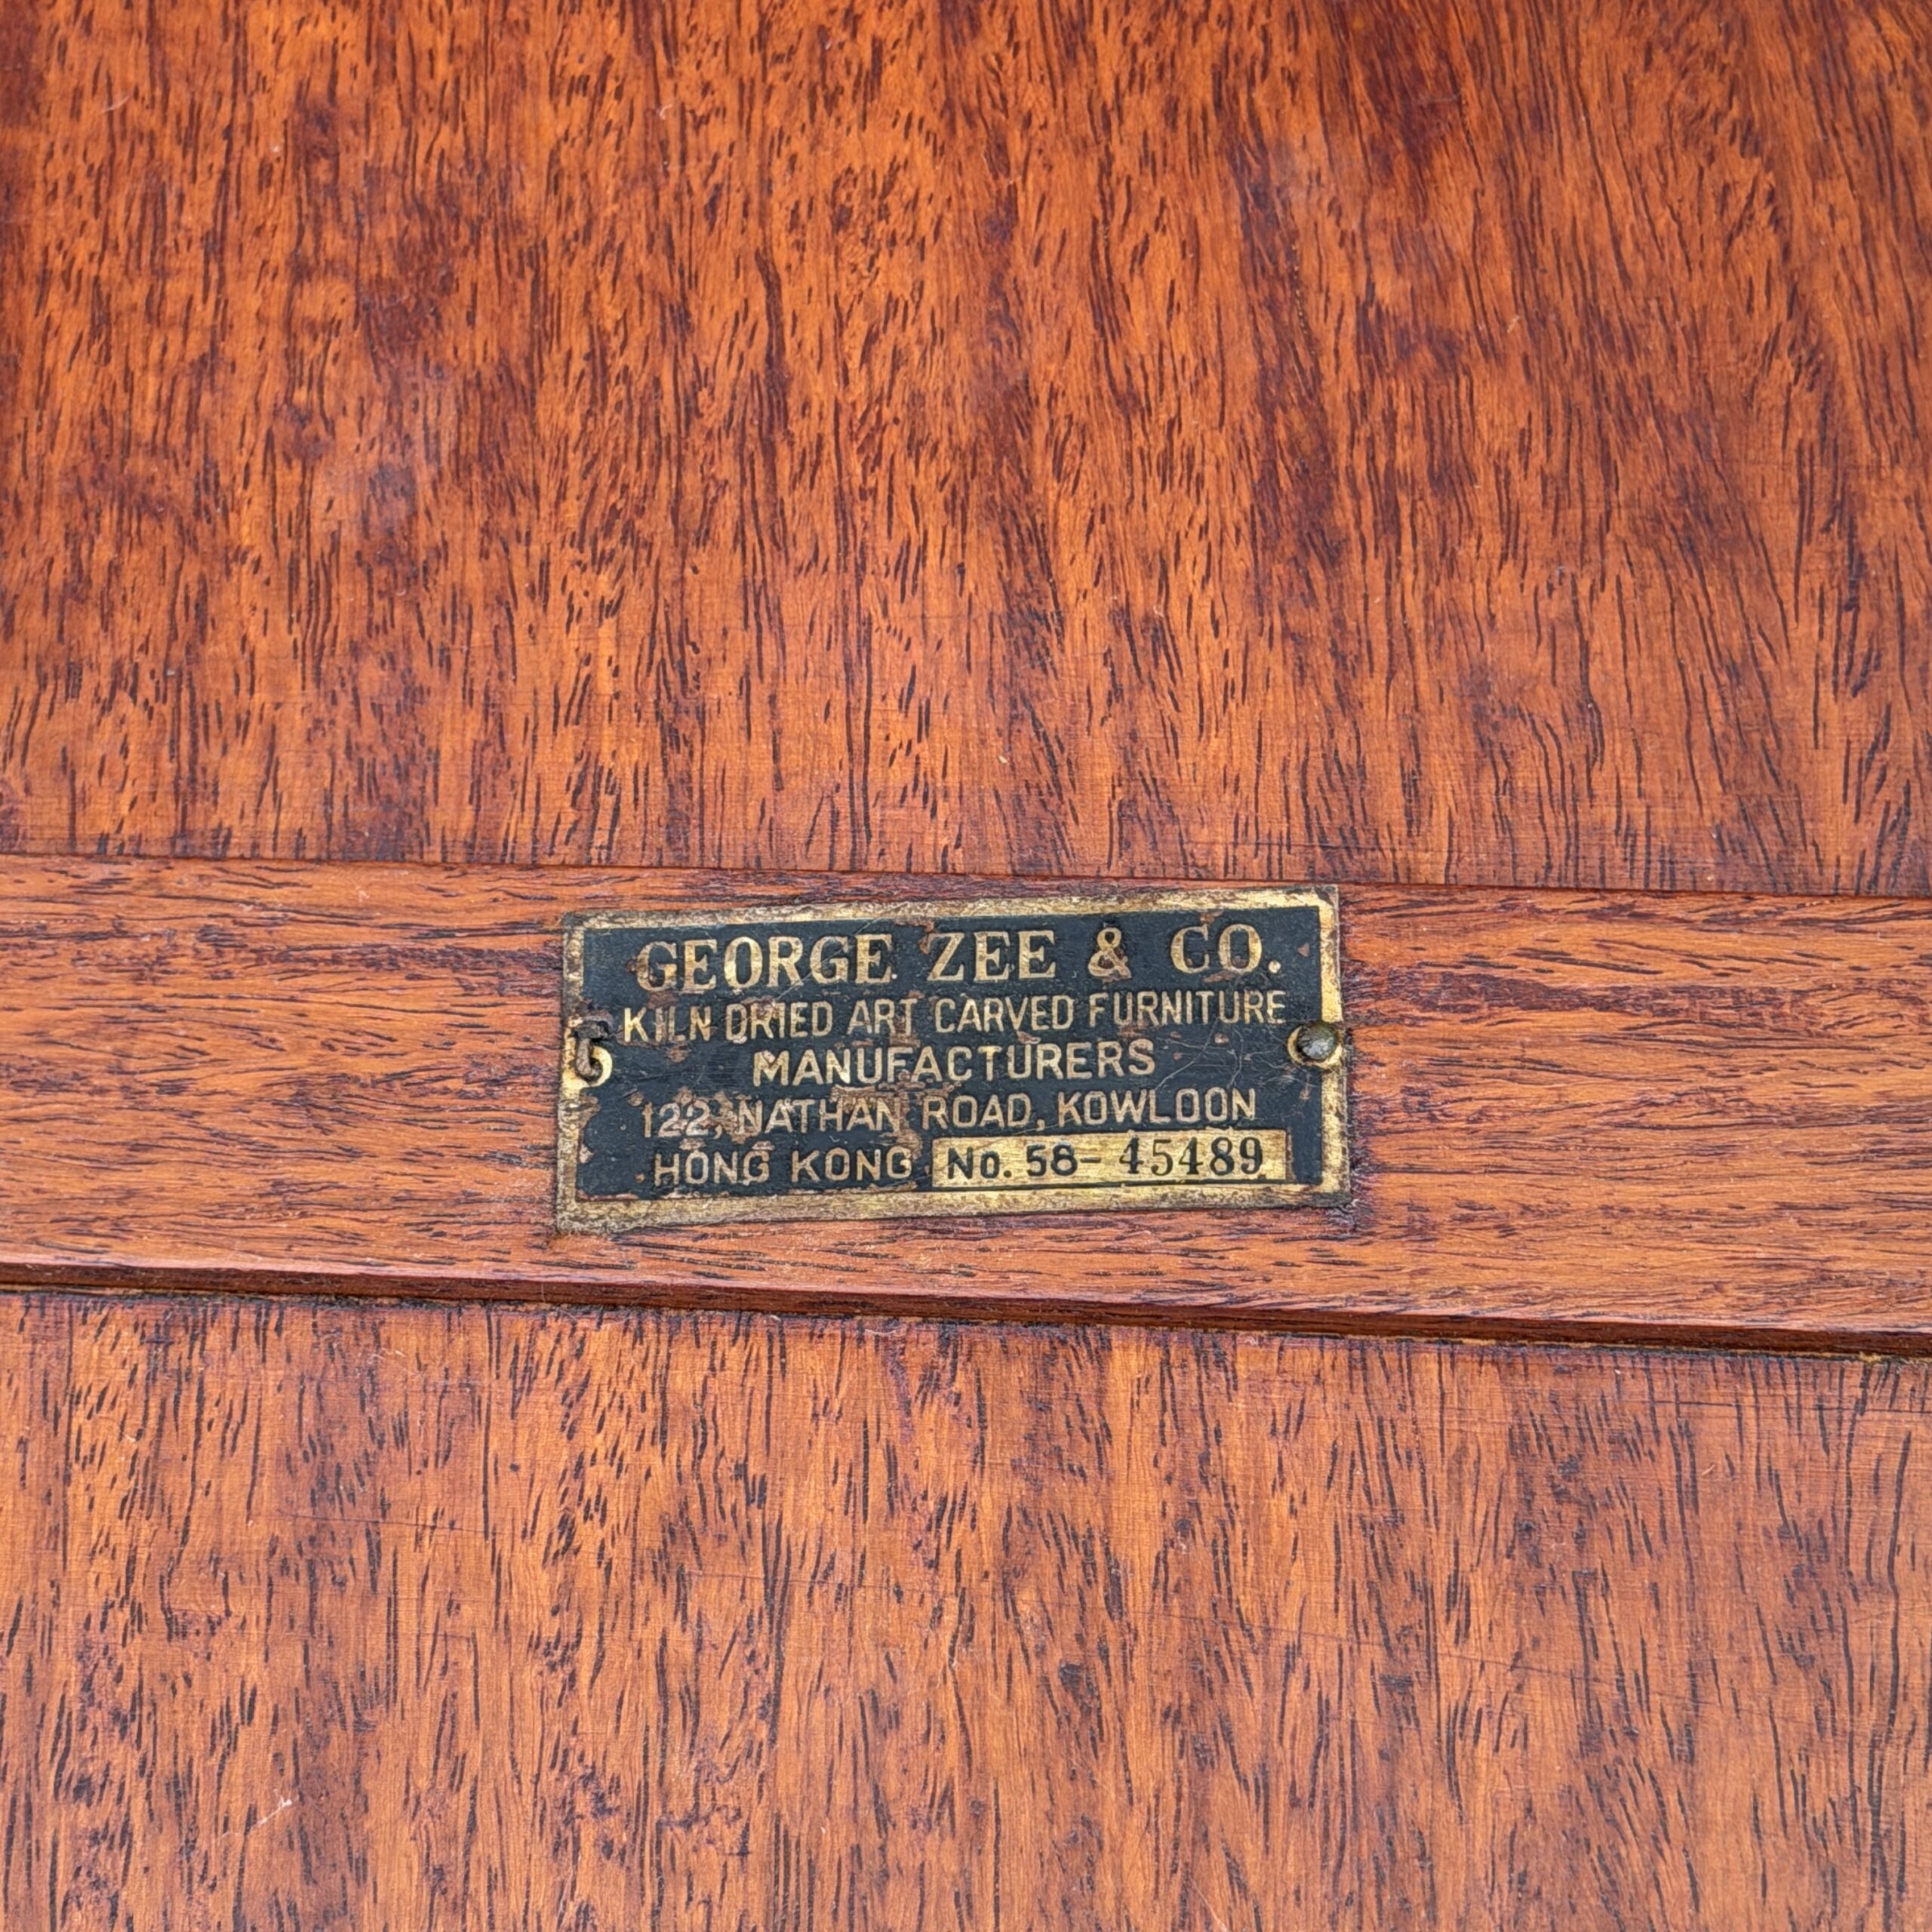 GEORGE ZEE & CO.
KILN DRIED ART CARVED FURNITURE
MANUFACTURERS
122, NATHAN ROAD, KOWLOON
HONG KONG No. 58- 45489